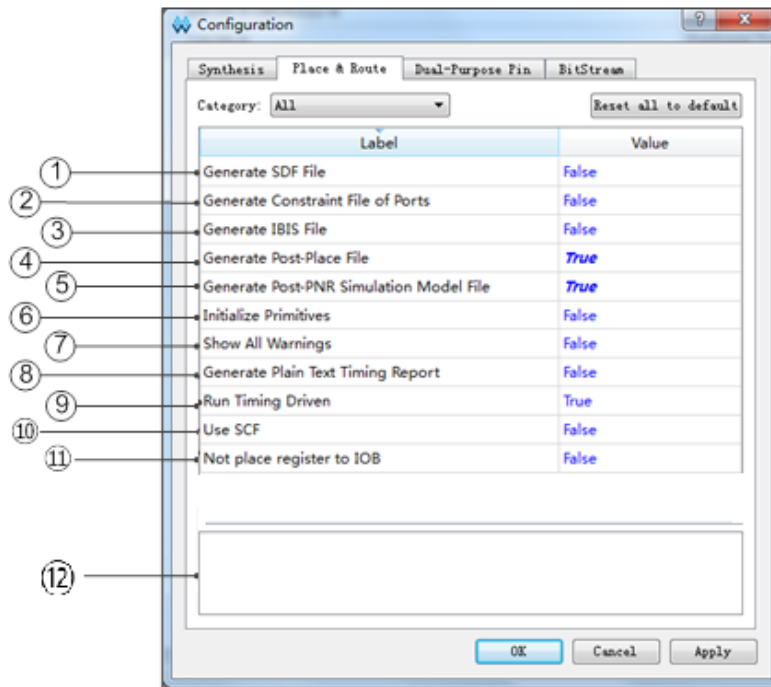 Configuration
Synthesis Place & Route Dual-Purpose Pin BitStream
Category: All Reset all to default
Label Value
① Generate SDF File False
② Generate Constraint File of Ports False
③ Generate IBIS File False
④ Generate Post-Place File True
⑤ Generate Post-PNR Simulation Model File True
⑥ Initialize Primitives False
⑦ Show All Warnings False
⑧ Generate Plain Text Timing Report False
⑨ Run Timing Driven True
⑩ Use SCF False
⑪ Not place register to IOB False
⑫
OK Cancel Apply